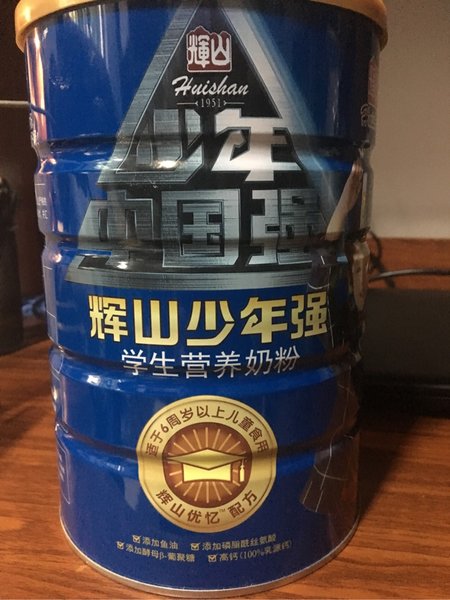 輝山
Huishan
1951
少年
中国强
辉山少年强
学生营养奶粉
适于6周岁以上儿童食用
辉山优忆™配方
☑添加鱼油 ☑添加磷脂酰丝氨酸
☑添加酵母β-葡聚糖 ☑高钙(100%乳源钙)